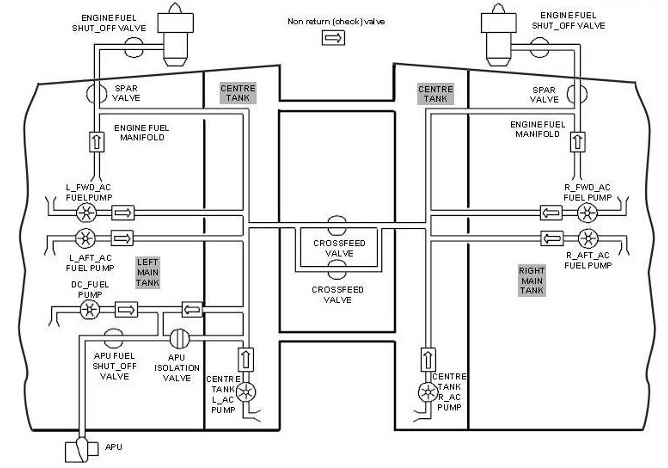 ENGINE FUEL
SHUT_OFF VALVE
Non return (check) valve
ENGINE FUEL
SHUT_OFF VALVE
SPAR
VALVE
CENTRE
TANK
CENTRE
TANK
SPAR
VALVE
ENGINE FUEL
MANIFOLD
ENGINE FUEL
MANIFOLD
L_FWD_AC
FUEL PUMP
R_FWD_AC
FUEL PUMP
CROSSFEED
VALVE
L_AFT_AC
FUEL PUMP
R_AFT_AC
FUEL PUMP
LEFT
MAIN
TANK
RIGHT
MAIN
TANK
DC_FUEL
PUMP
CROSSFEED
VALVE
APU FUEL
SHUT_OFF
VALVE
APU
ISOLATION
VALVE
CENTRE
TANK
L_AC
PUMP
CENTRE
TANK
R_AC
PUMP
APU